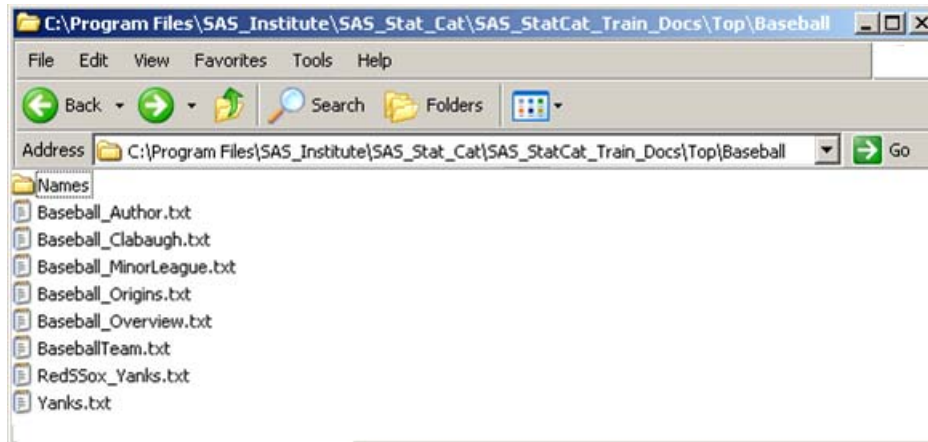 C:\Program Files\SAS_Institute\SAS_Stat_Cat\SAS_StatCat_Train_Docs\Top\Baseball
File Edit View Favorites Tools Help
Back Search Folders
Address C:\Program Files\SAS_Institute\SAS_Stat_Cat\SAS_StatCat_Train_Docs\Top\Baseball Go
Names
Baseball_Author.txt
Baseball_Clabaugh.txt
Baseball_MinorLeague.txt
Baseball_Origins.txt
Baseball_Overview.txt
BaseballTeam.txt
RedSSox_Yanks.txt
Yanks.txt